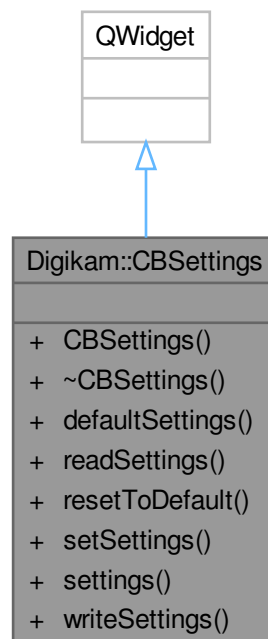 QWidget
Digikam::CBSettings
+ CBSettings()
+ ~CBSettings()
+ defaultSettings()
+ readSettings()
+ resetToDefault()
+ setSettings()
+ settings()
+ writeSettings()